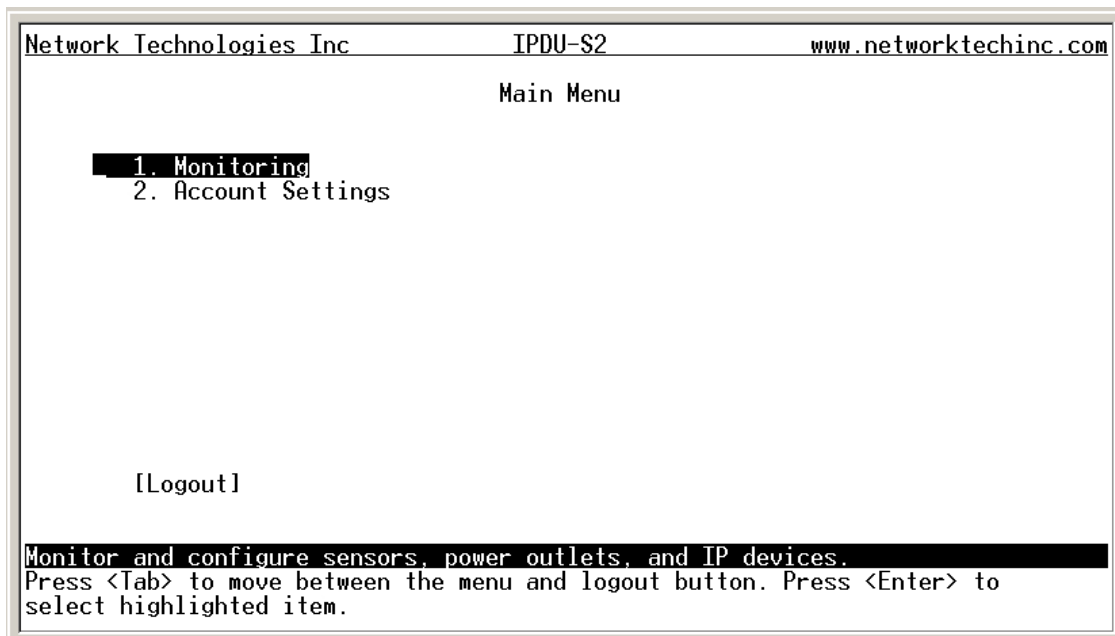 Network Technologies Inc IPDU-S2 www.networktechinc.com
Main Menu
1. Monitoring
2. Account Settings
[Logout]
Monitor and configure sensors, power outlets, and IP devices.
Press <Tab> to move between the menu and logout button. Press <Enter> to
select highlighted item.